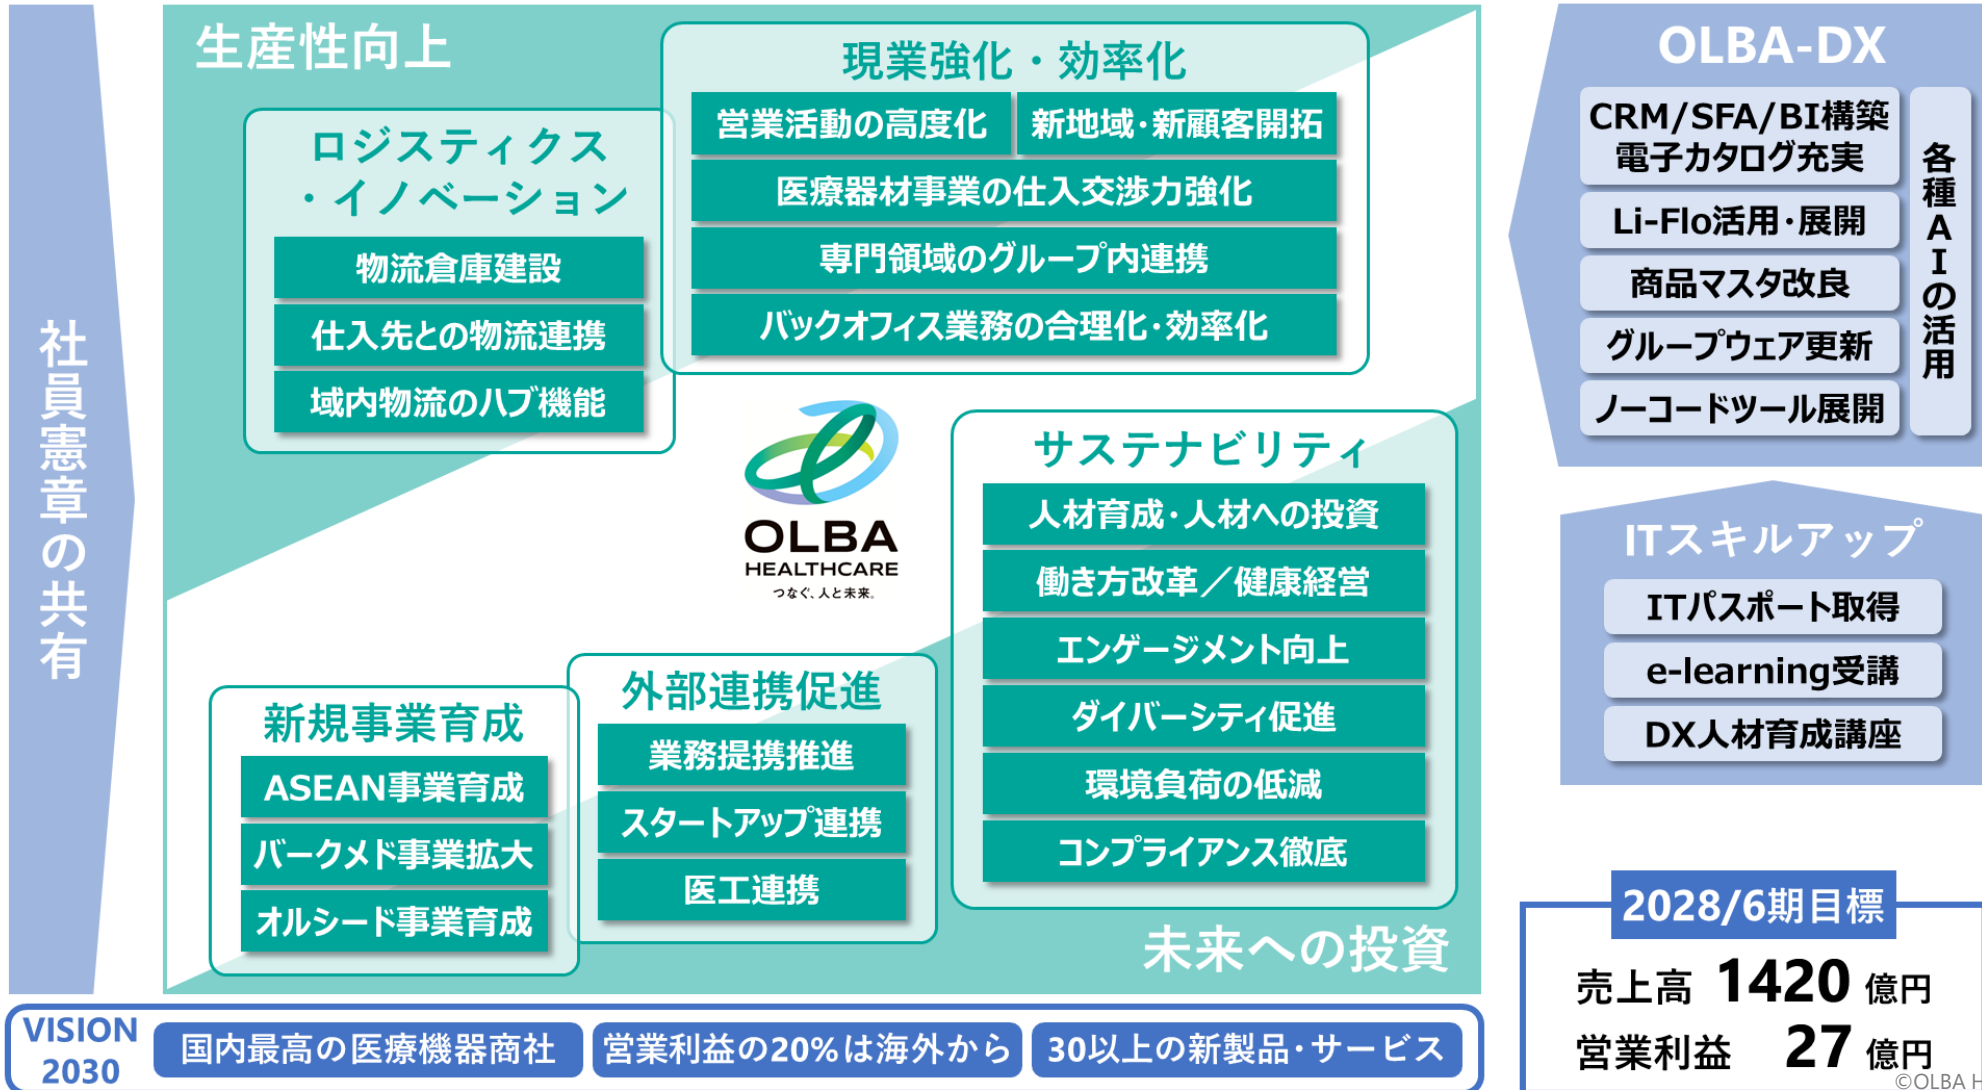 社員憲章の共有
生産性向上
ロジスティクス
・イノベーション
物流倉庫建設
仕入先との物流連携
域内物流のハブ機能
現業強化・効率化
営業活動の高度化
新地域・新顧客開拓
医療器材事業の仕入交渉力強化
専門領域のグループ内連携
バックオフィス業務の合理化・効率化
OLBA
HEALTHCARE
つなぐ、人と未来。
サステナビリティ
人材育成・人材への投資
働き方改革／健康経営
エンゲージメント向上
ダイバーシティ促進
環境負荷の低減
コンプライアンス徹底
新規事業育成
ASEAN事業育成
バークメド事業拡大
オルシード事業育成
外部連携促進
業務提携推進
スタートアップ連携
医工連携
未来への投資
OLBA-DX
CRM/SFA/BI構築
電子カタログ充実
Li-Flo活用・展開
商品マスタ改良
グループウェア更新
ノーコードツール展開
各種AIの活用
ITスキルアップ
ITパスポート取得
e-learning受講
DX人材育成講座
2028/6期目標
売上高 1420 億円
営業利益 27 億円
VISION
2030
国内最高の医療機器商社
営業利益の20%は海外から
30以上の新製品・サービス
©OLBA H